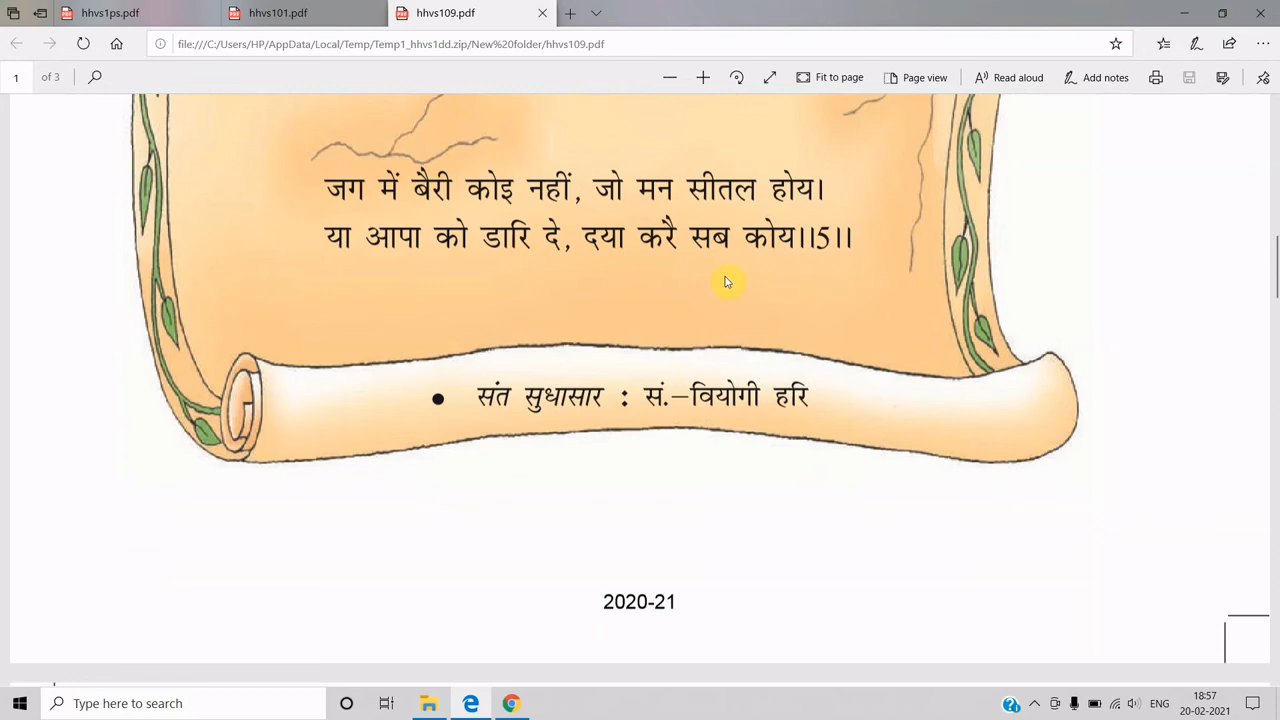 hhvs1ps.pdf hhvs101.pdf hhvs109.pdf
file:///C:/Users/HP/AppData/Local/Temp/Temp1_hhvs1dd.zip/New%20folder/hhvs109.pdf
1 of 3 Fit to page Page view Read aloud Add notes
जग में बैरी कोइ नहीं, जो मन सीतल होय।
या आपा को डारि दे, दया करै सब कोय।।5।।
● संत सुधासार : सं.–वियोगी हरि
2020-21
Type here to search ENG 18:57
20-02-2021